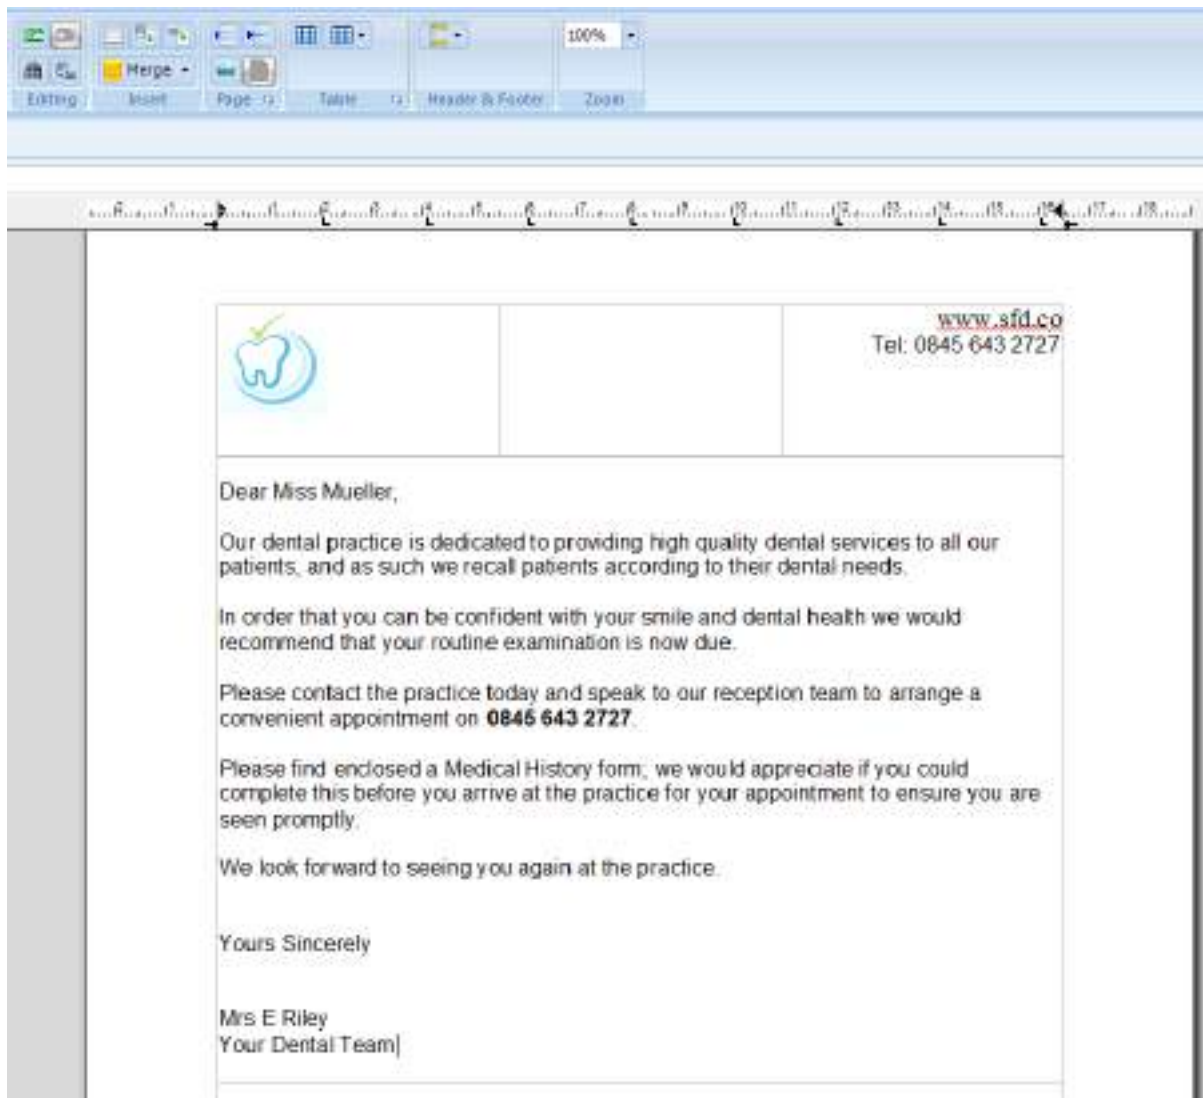 100%
Merge
Editing
Insert
Page
Table
Header & Footer
Zoom
www.sfd.co
Tel: 0845 643 2727
Dear Miss Mueller,
Our dental practice is dedicated to providing high quality dental services to all our
patients, and as such we recall patients according to their dental needs.
In order that you can be confident with your smile and dental health we would
recommend that your routine examination is now due.
Please contact the practice today and speak to our reception team to arrange a
convenient appointment on 0845 643 2727.
Please find enclosed a Medical History form; we would appreciate if you could
complete this before you arrive at the practice for your appointment to ensure you are
seen promptly.
We look forward to seeing you again at the practice.
Yours Sincerely
Mrs E Riley
Your Dental Team